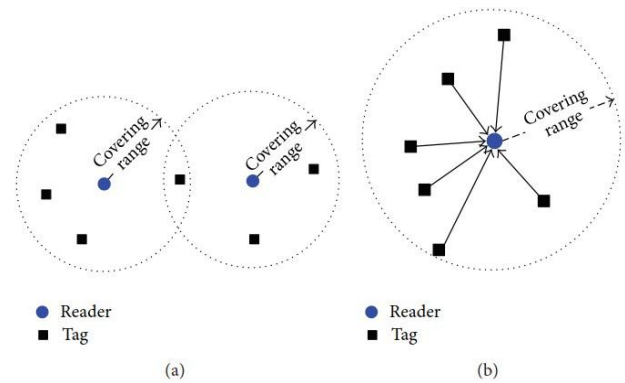 Covering
range
Covering
range
Reader
Tag
(a)
Covering
range
Reader
Tag
(b)